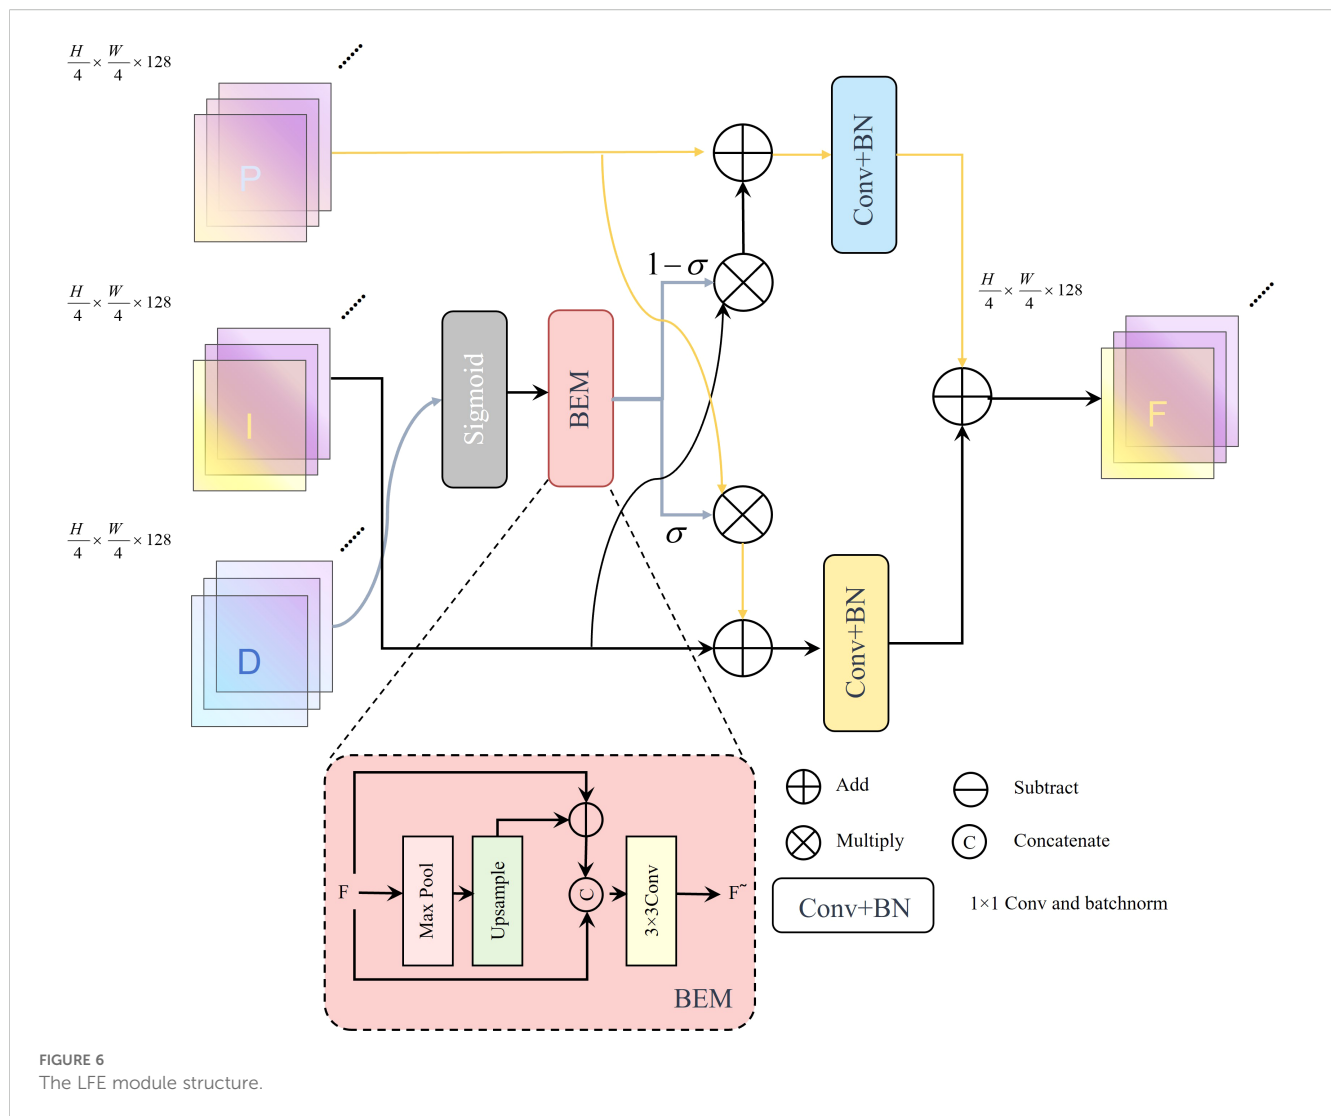 H/4 × W/4 ×128
P
Conv+BN
1−σ
H/4 × W/4 ×128
H/4 × W/4 ×128
I
Sigmoid
BEM
F
σ
H/4 × W/4 ×128
D
Conv+BN
F
Max Pool
Upsample
C
3×3Conv
F˜
BEM
Add
Subtract
Multiply
C
Concatenate
Conv+BN
1×1 Conv and batchnorm
FIGURE 6
The LFE module structure.